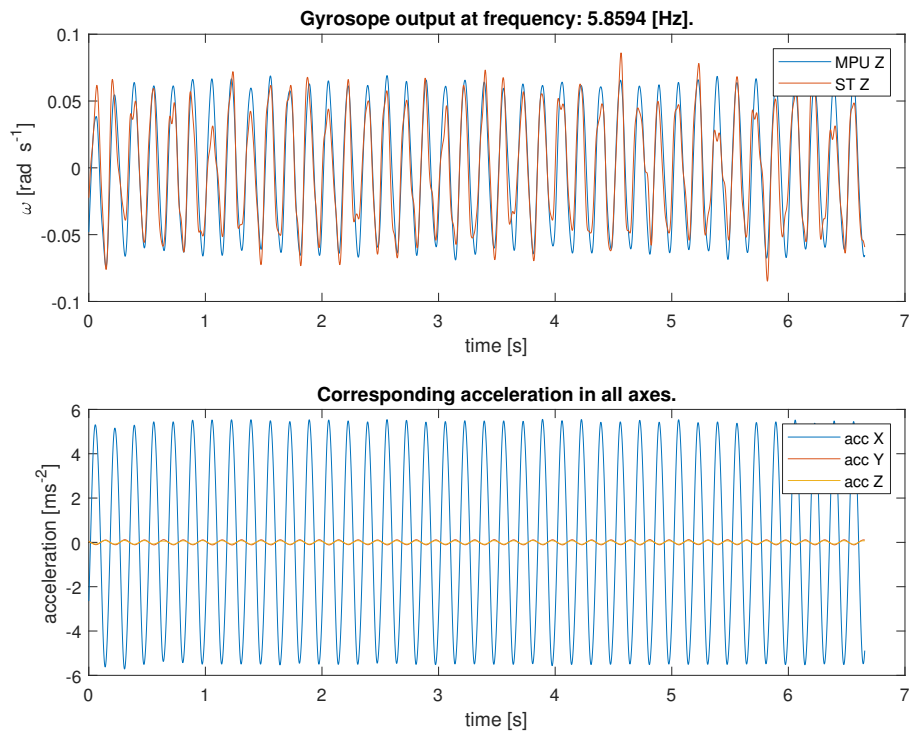 Gyrosope output at frequency: 5.8594 [Hz].
0.1
0.05
0
-0.05
-0.1
ω [rad s-1]
MPU Z
ST Z
0 1 2 3 4 5 6 7
time [s]
Corresponding acceleration in all axes.
6
4
2
0
-2
-4
-6
acceleration [ms-2]
acc X
acc Y
acc Z
0 1 2 3 4 5 6 7
time [s]